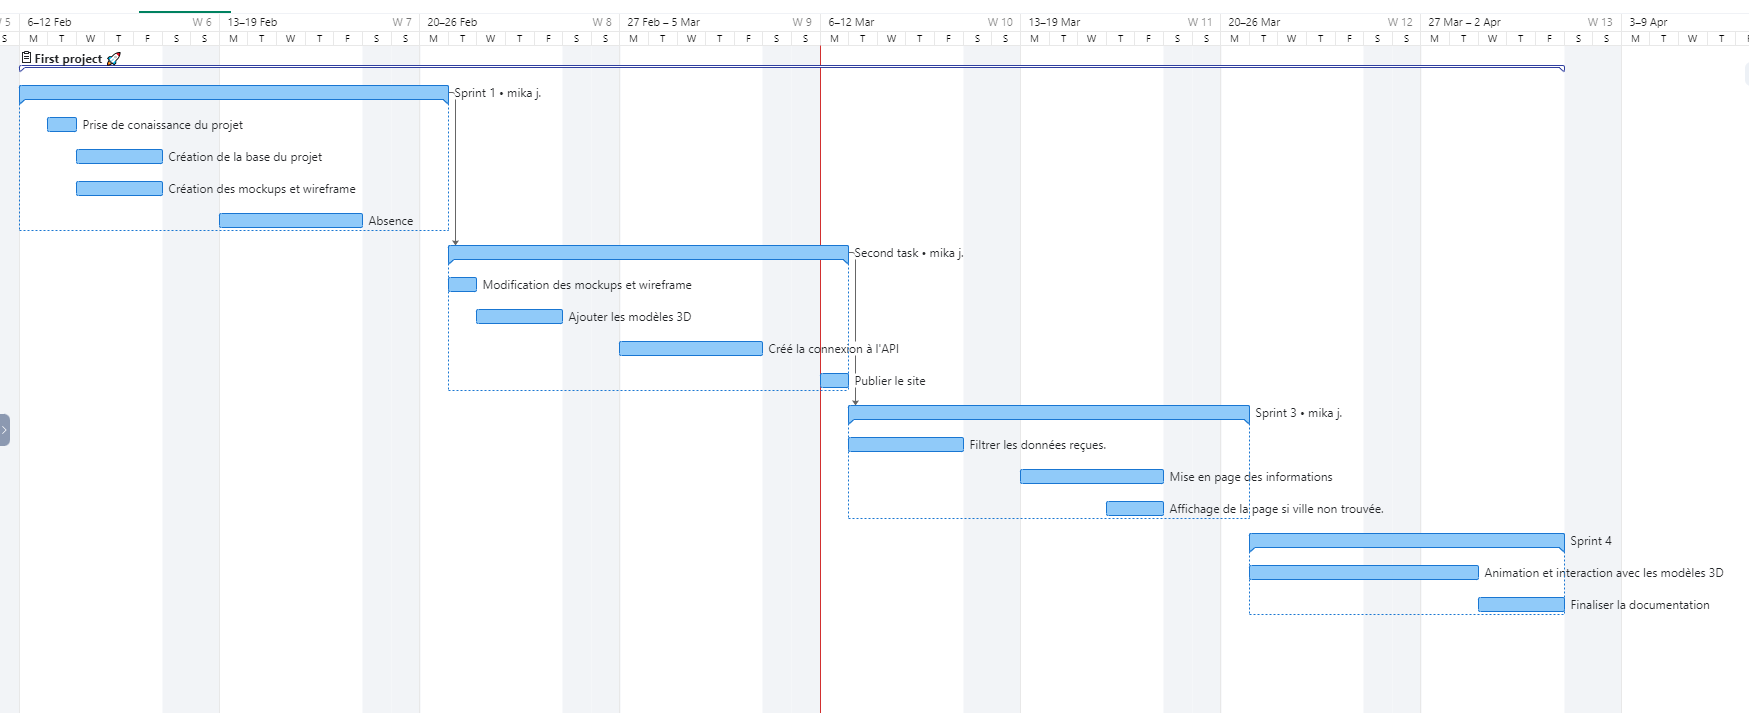 5 6–12 Feb W 6 13–19 Feb W 7 20–26 Feb W 8 27 Feb – 5 Mar W 9 6–12 Mar W 10 13–19 Mar W 11 20–26 Mar W 12 27 Mar – 2 Apr W 13 3–9 Apr
S M T W T F S S M T W T F S S M T W T F S S M T W T F S S M T W T F S S M T W T F S S M T W T F S S M T W T F S S M T W T
First project 🚀
Sprint 1 • mika j.
Prise de conaissance du projet
Création de la base du projet
Création des mockups et wireframe
Absence
Second task • mika j.
Modification des mockups et wireframe
Ajouter les modèles 3D
Créé la connexion à l'API
Publier le site
Sprint 3 • mika j.
Filtrer les données reçues.
Mise en page des informations
Affichage de la page si ville non trouvée.
Sprint 4
Animation et interaction avec les modèles 3D
Finaliser la documentation